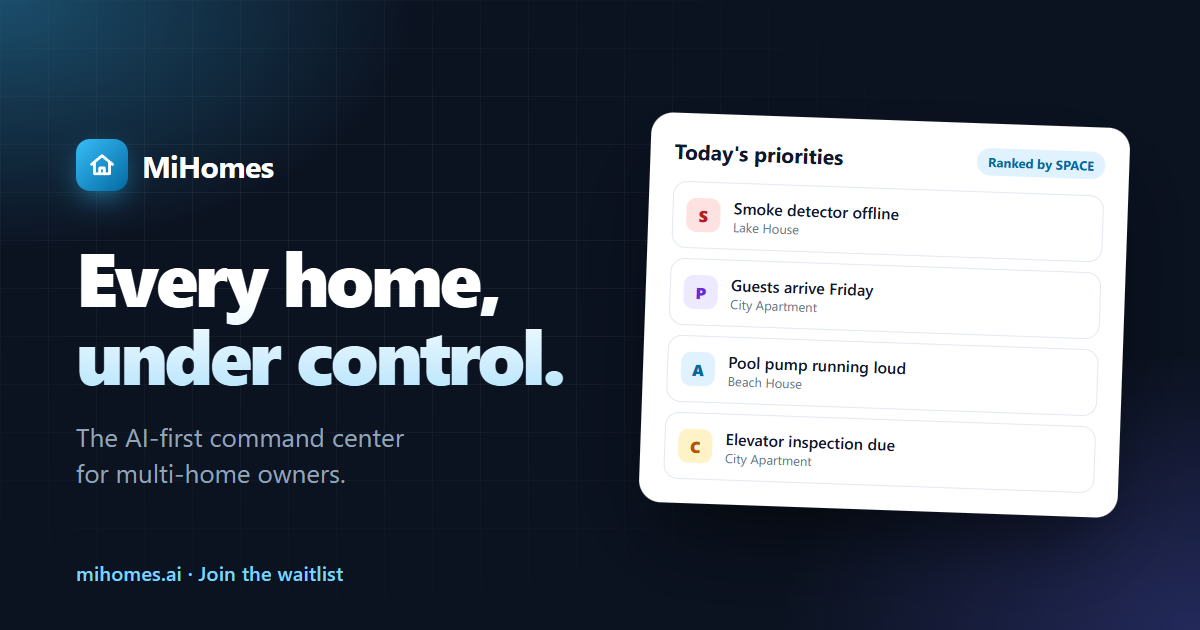 MiHomes
Every home,
under control.
The AI-first command center
for multi-home owners.
mihomes.ai · Join the waitlist
Today's priorities
Ranked by SPACE
S
Smoke detector offline
Lake House
P
Guests arrive Friday
City Apartment
A
Pool pump running loud
Beach House
C
Elevator inspection due
City Apartment